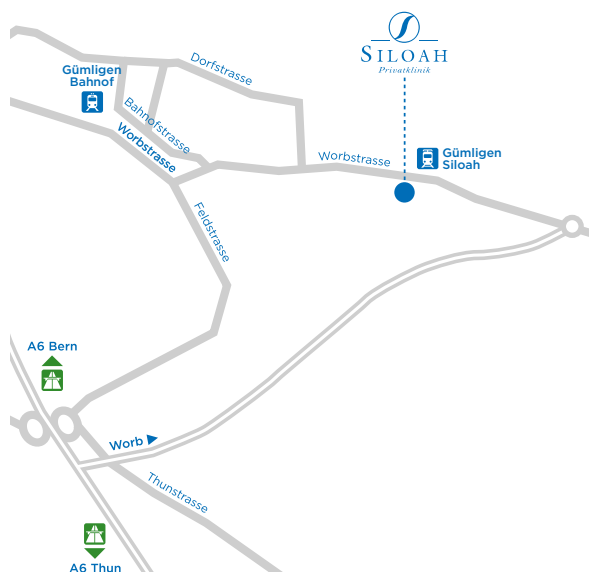 SILOAH
Privatklinik
Dorfstrasse
Gümligen
Bahnhof
Bahnhofstrasse
Worbstrasse
Worbstrasse
Gümligen
Siloah
Feldstrasse
A6 Bern
Worb
Thunstrasse
A6 Thun